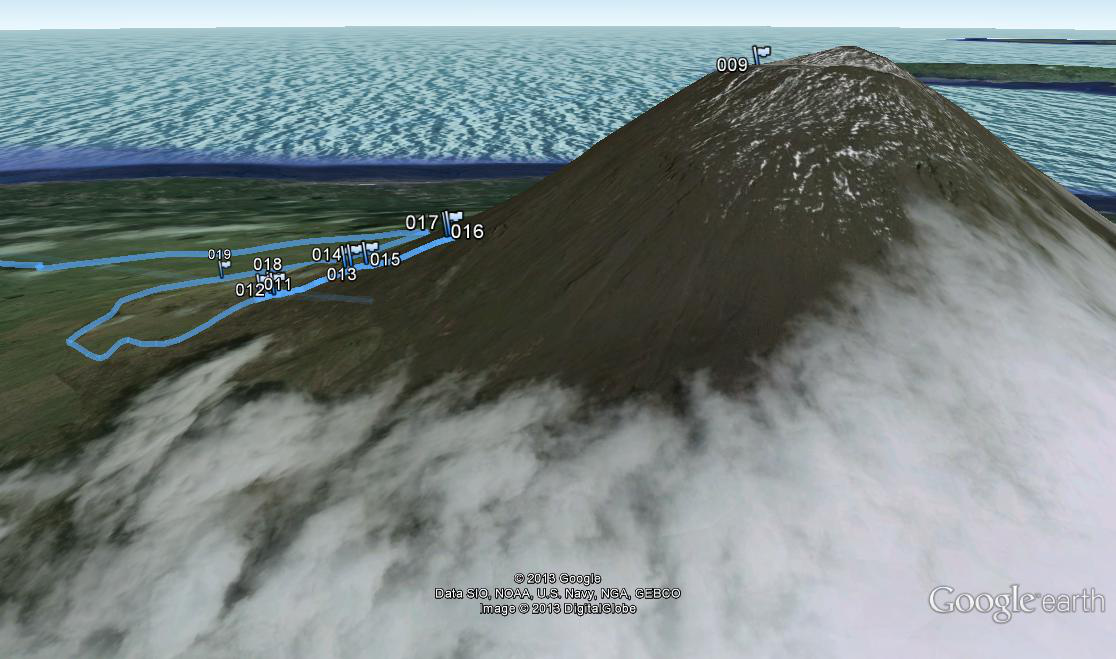 009
017
016
019
014
015
018
013
012
011
© 2013 Google
Data SIO, NOAA, U.S. Navy, NGA, GEBCO
Image © 2013 DigitalGlobe
Google earth